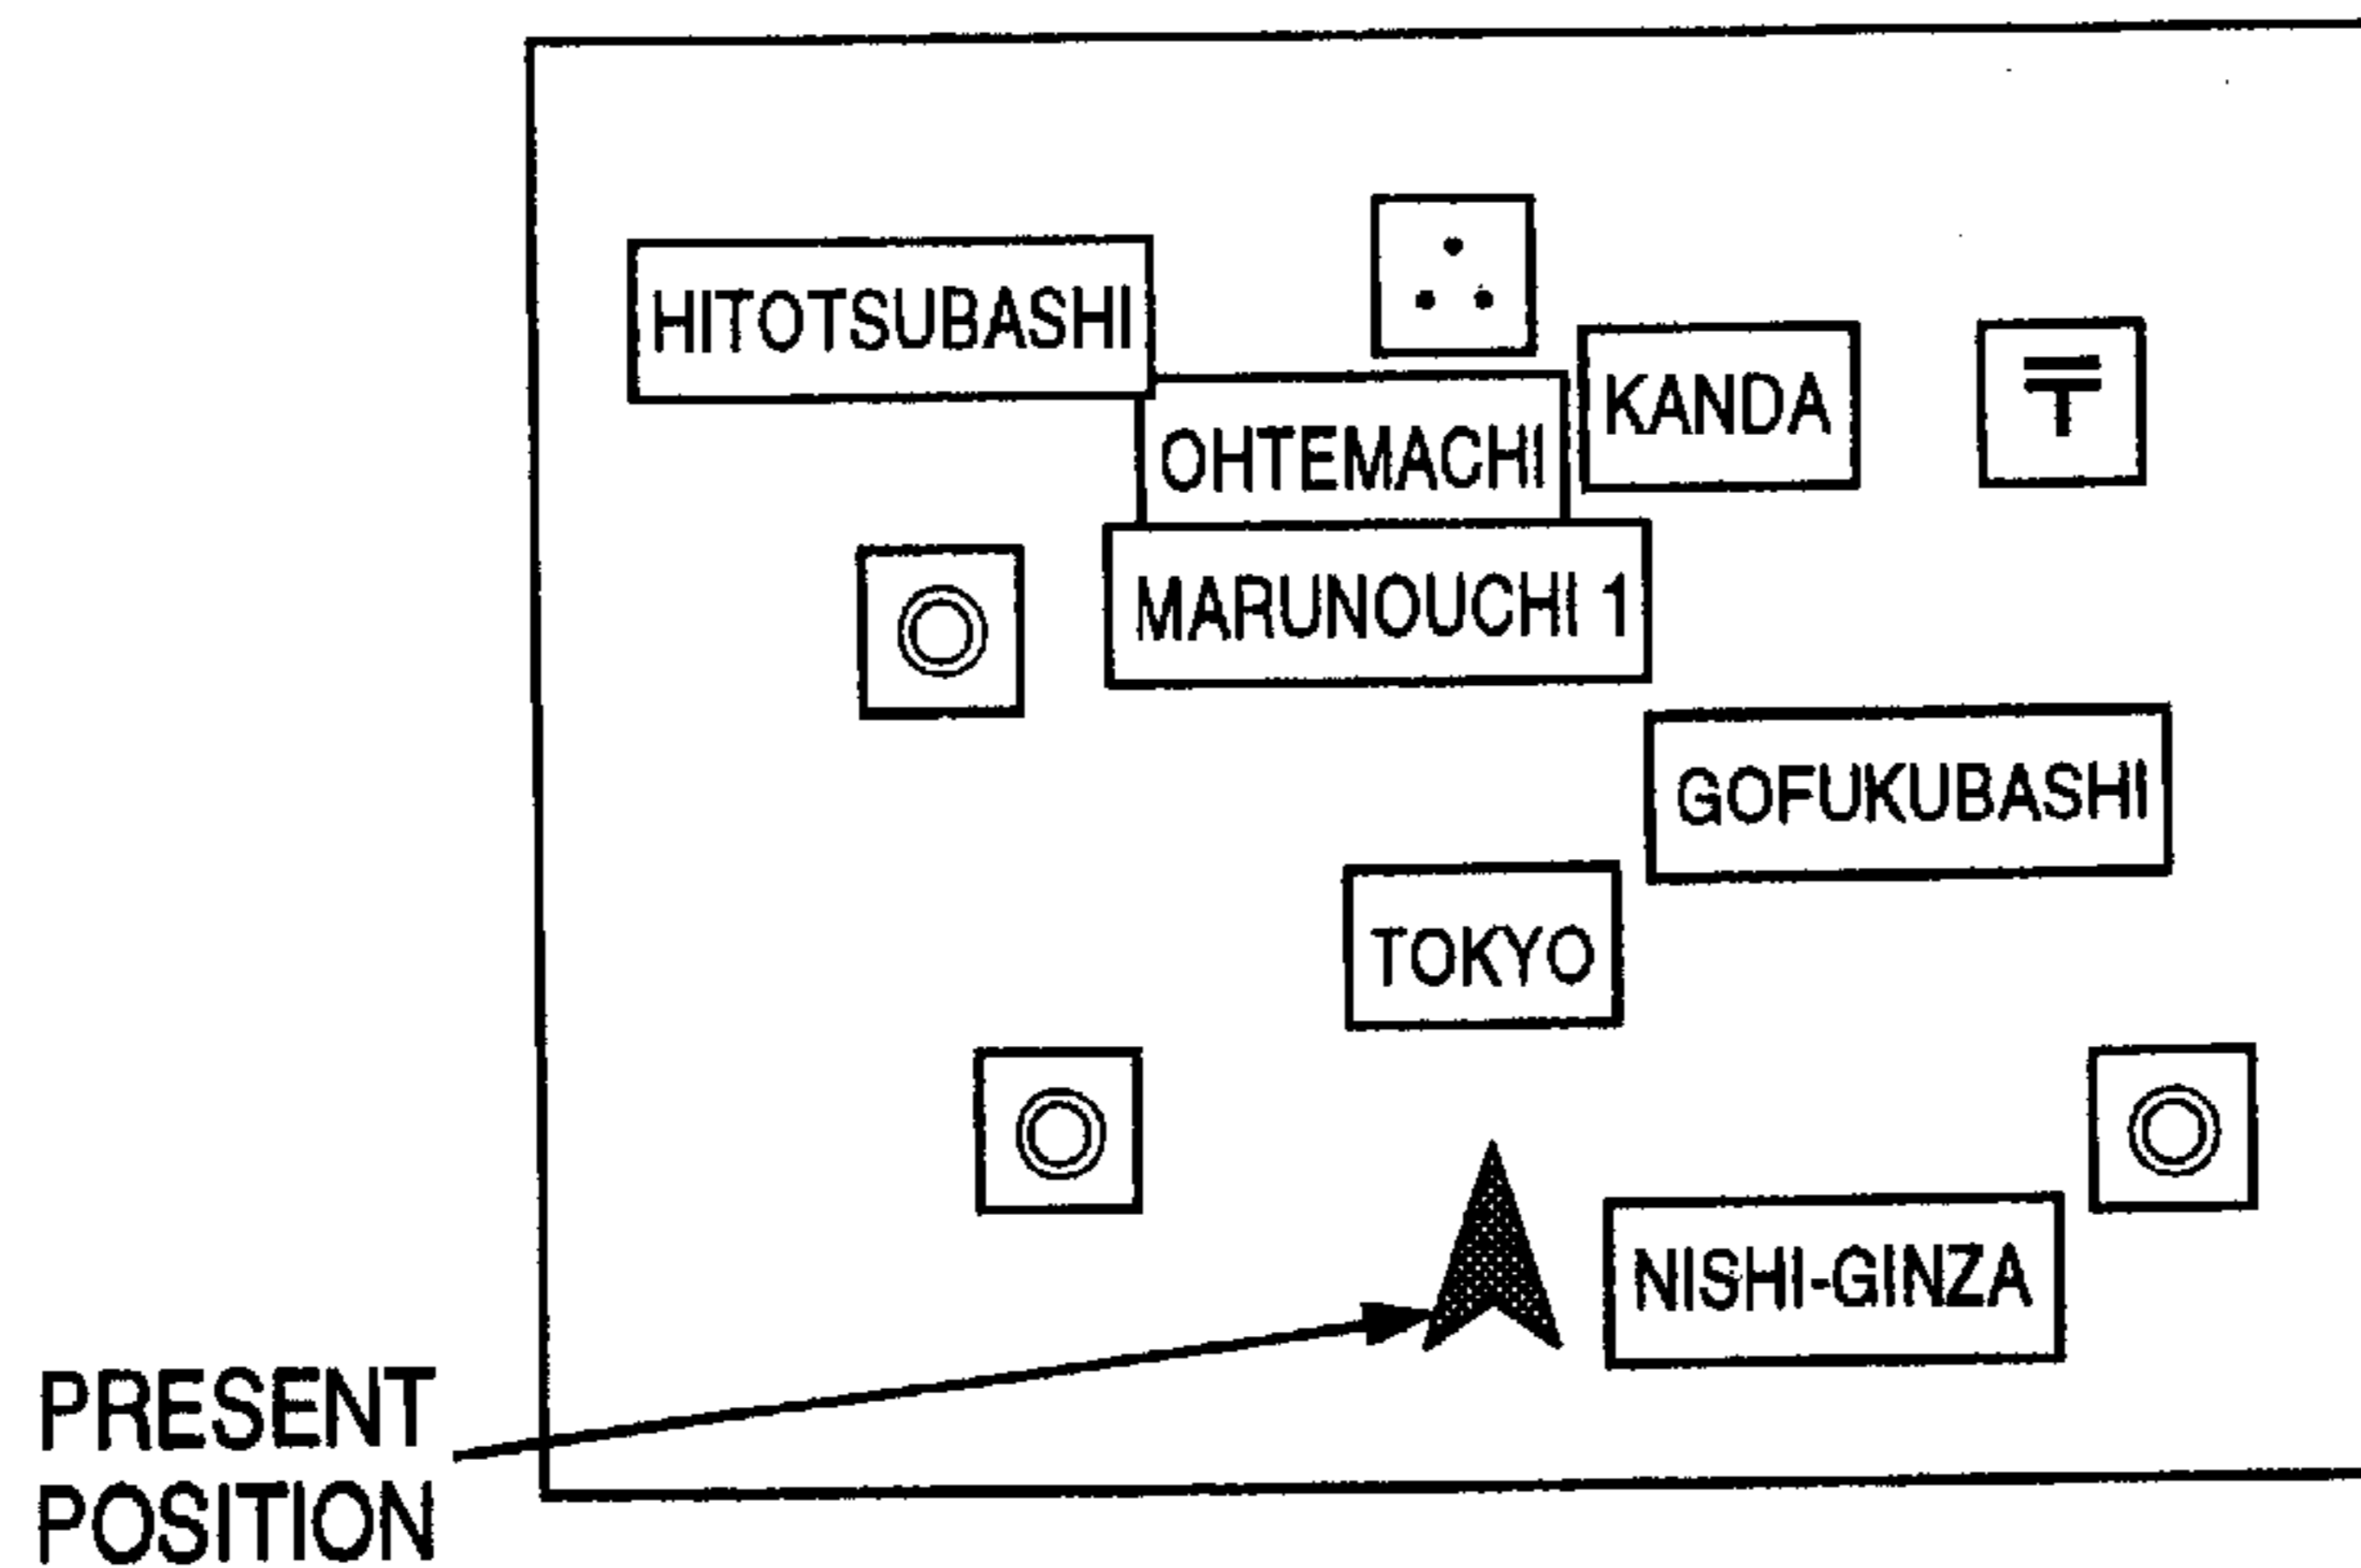 HITOTSUBASHI
KANDA
〒
OHTEMACHI
MARUNOUCHI 1
GOFUKUBASHI
TOKYO
NISHI-GINZA
PRESENT
POSITION